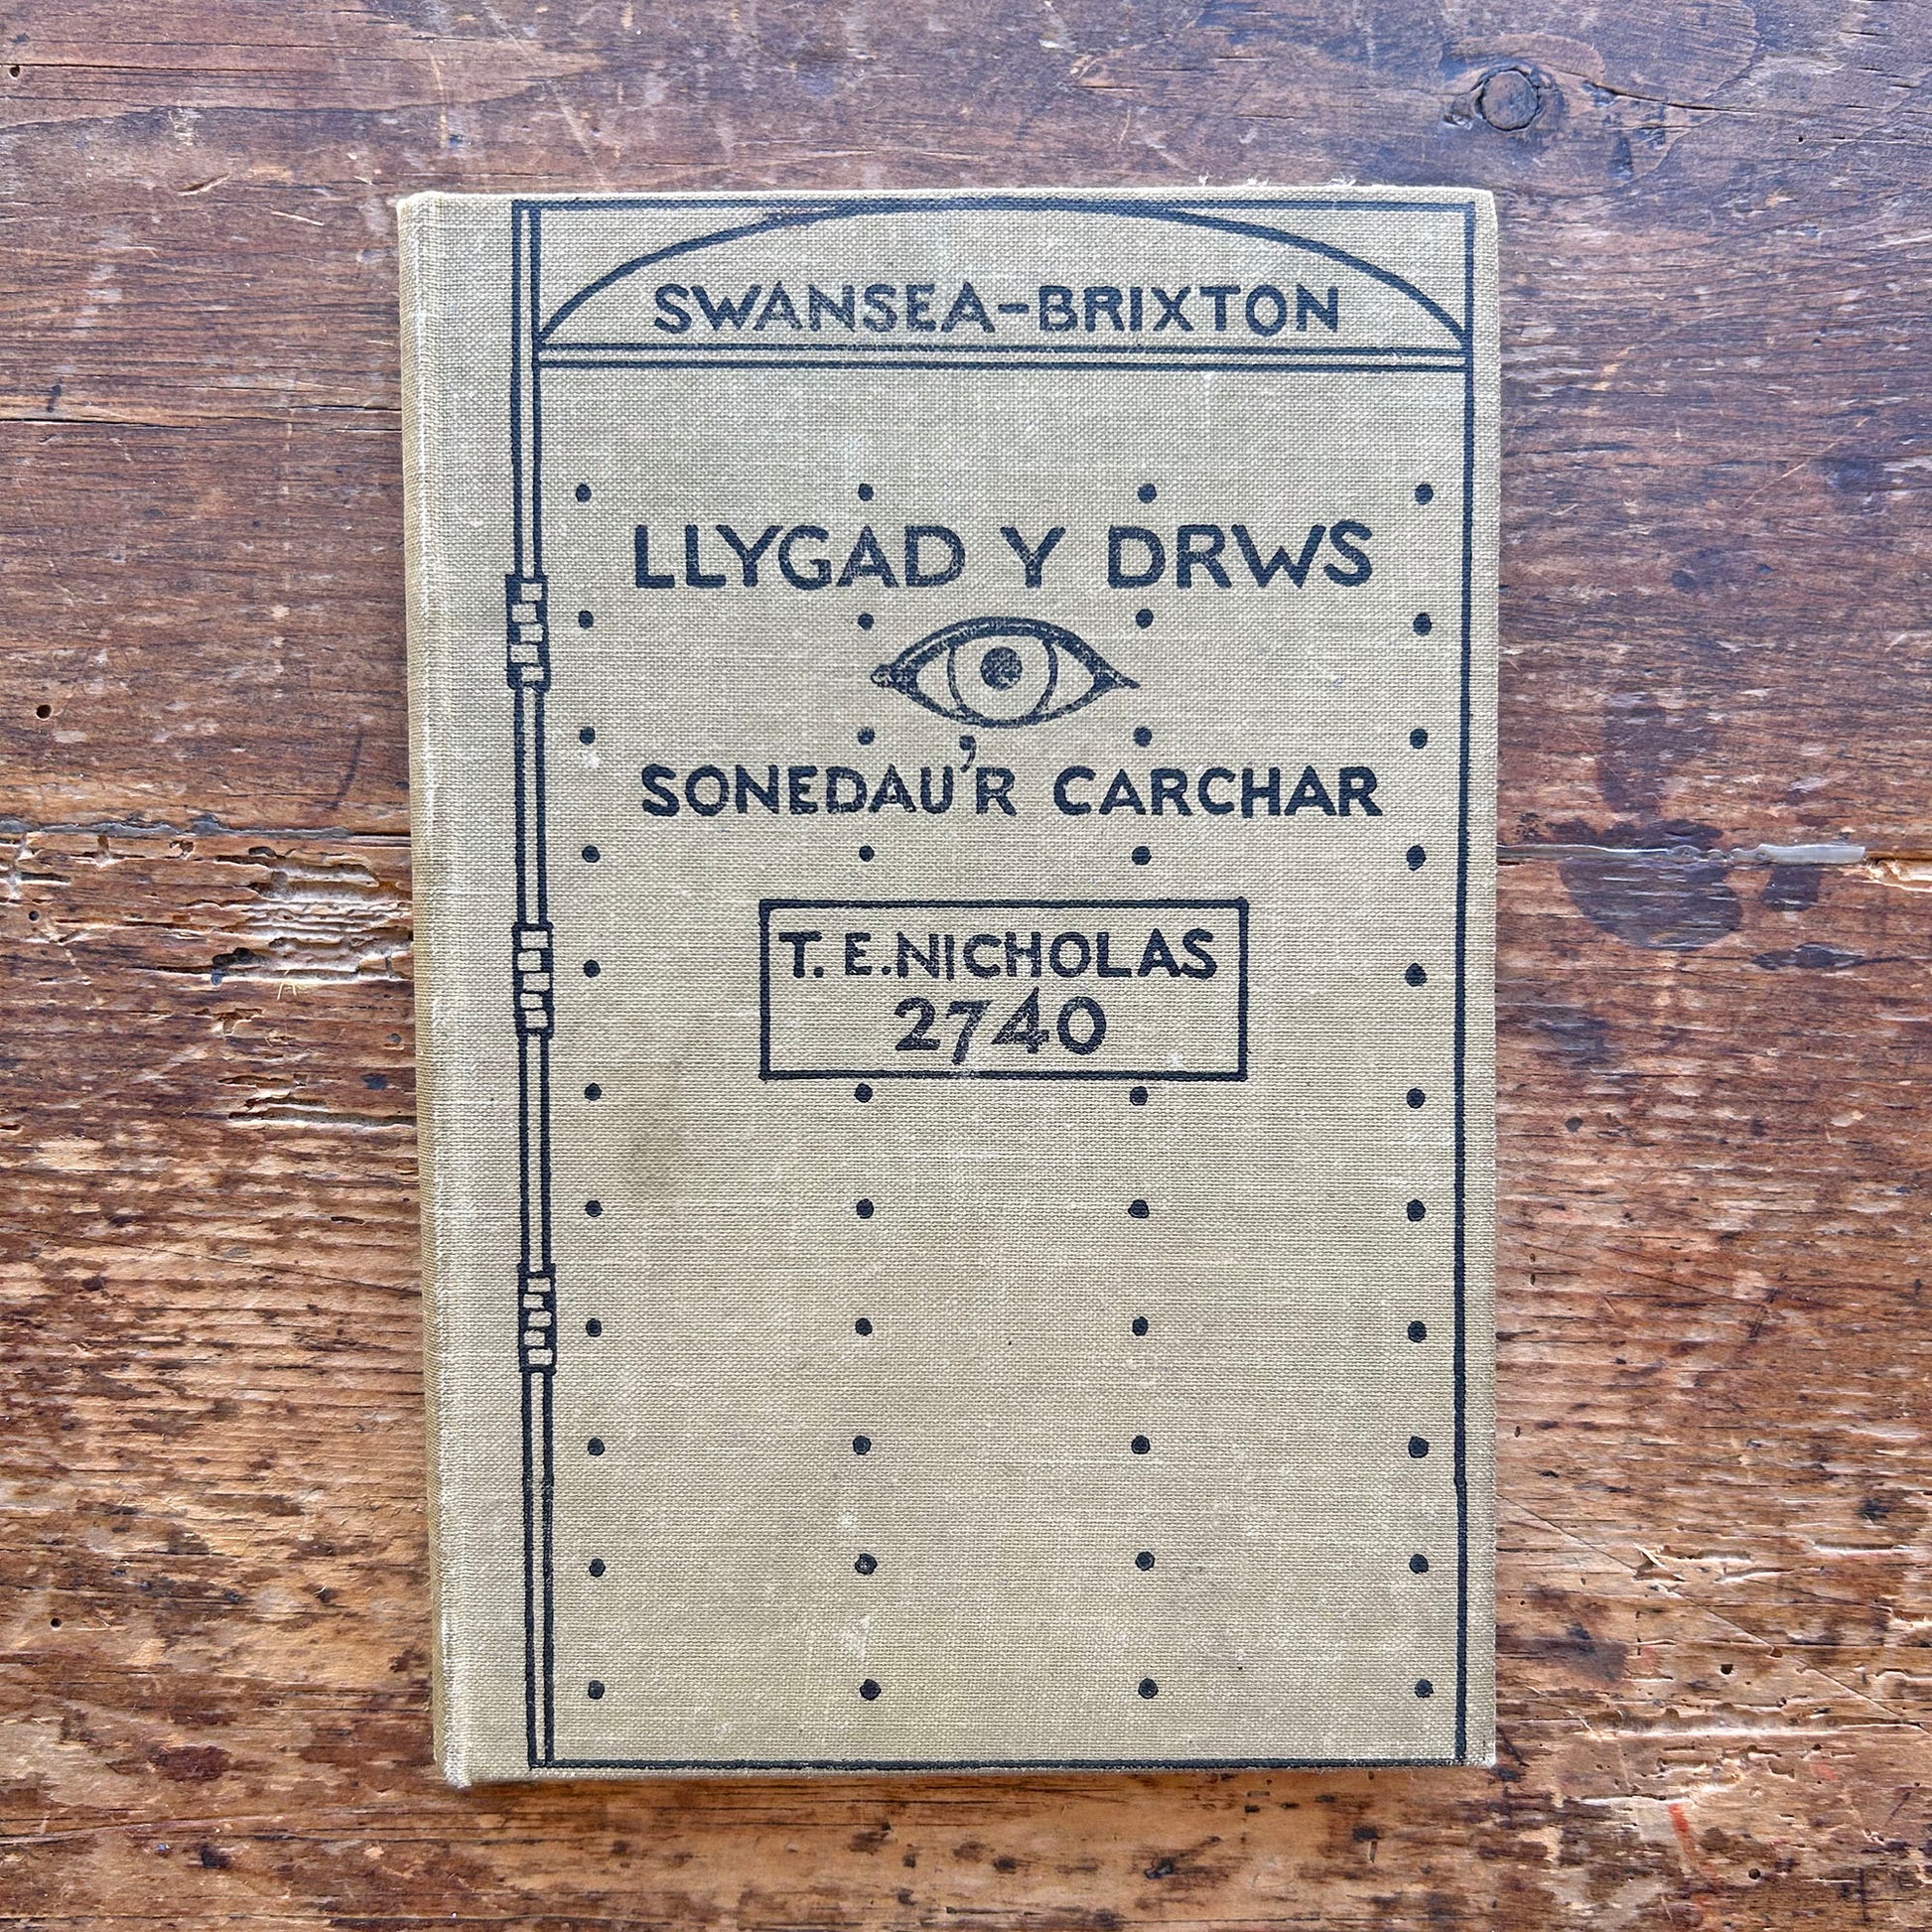 SWANSEA-BRIXTON
LLYGAD Y DRWS
SONEDAU'R CARCHAR
T. E. NICHOLAS
2740